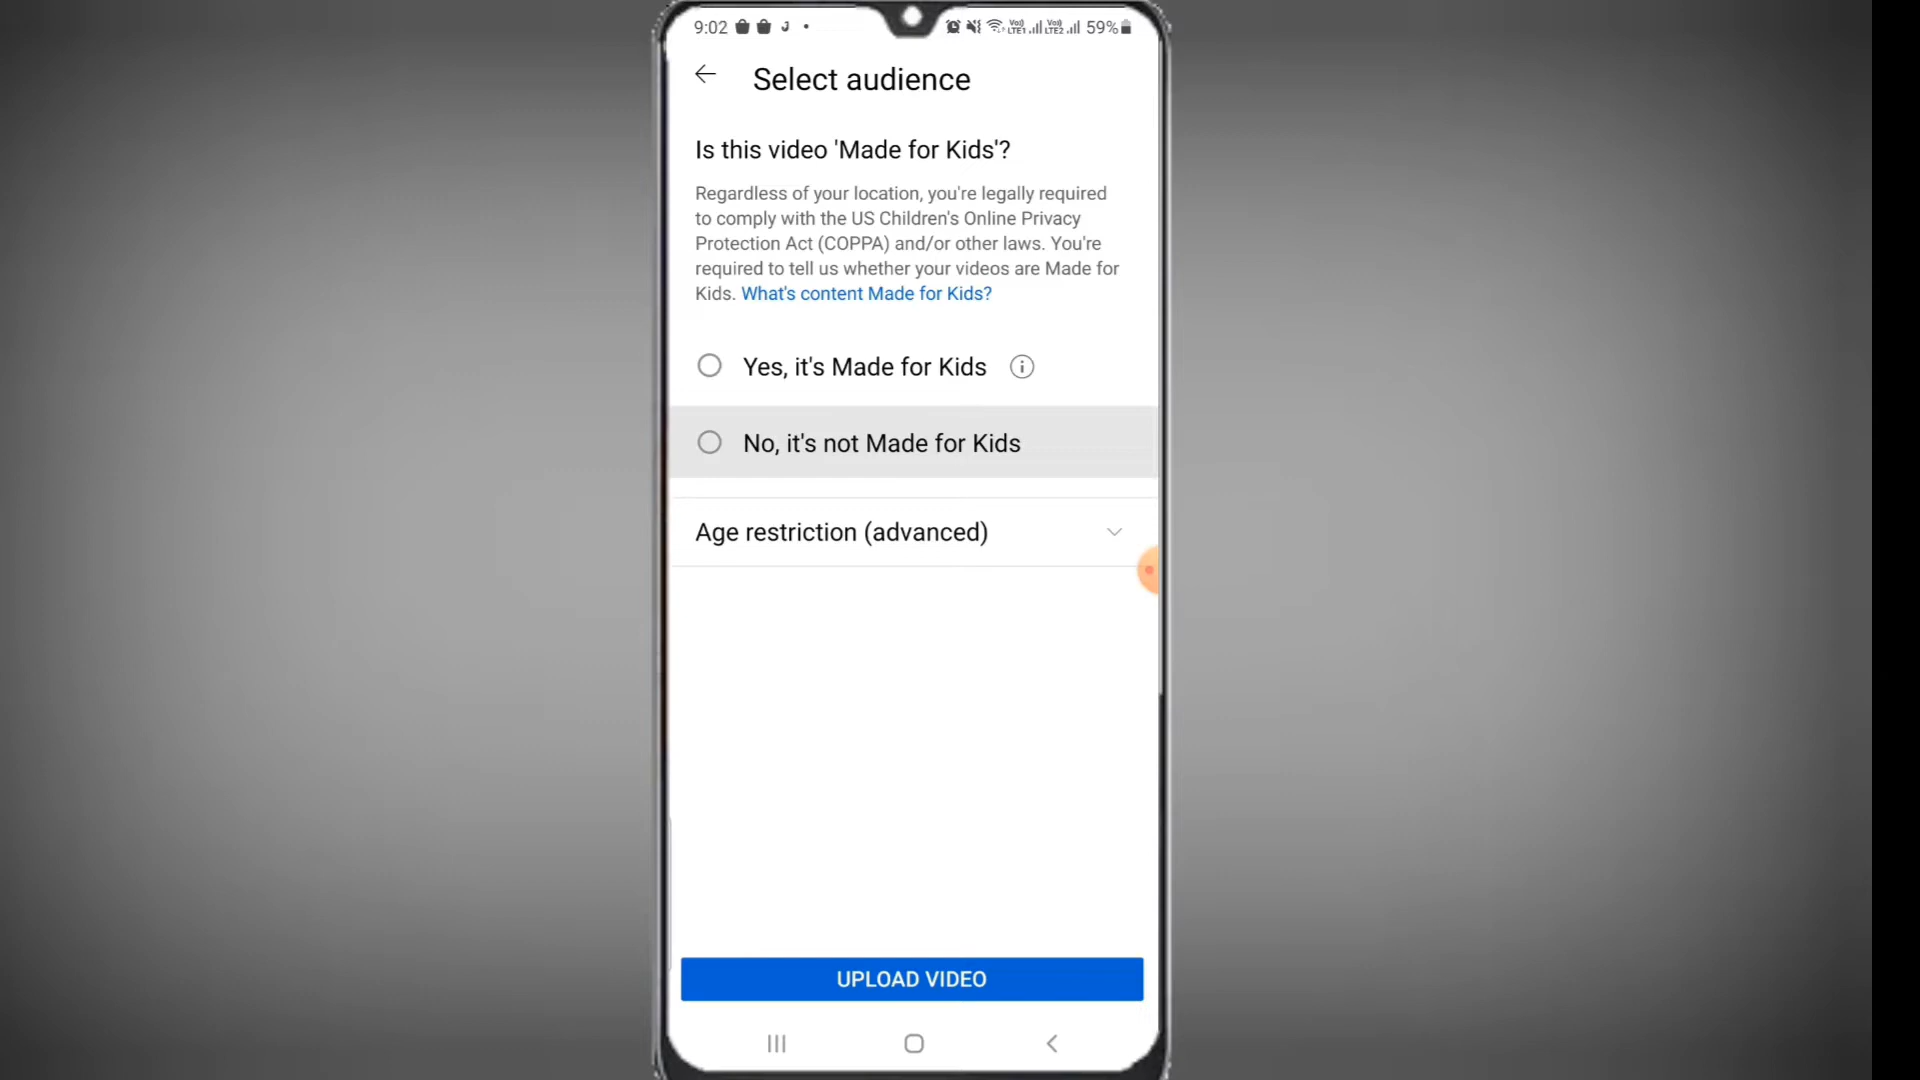 9:02 59%
Select audience
Is this video 'Made for Kids'?
Regardless of your location, you're legally required
to comply with the US Children's Online Privacy
Protection Act (COPPA) and/or other laws. You're
required to tell us whether your videos are Made for
Kids. What's content Made for Kids?
Yes, it's Made for Kids
No, it's not Made for Kids
Age restriction (advanced)
UPLOAD VIDEO